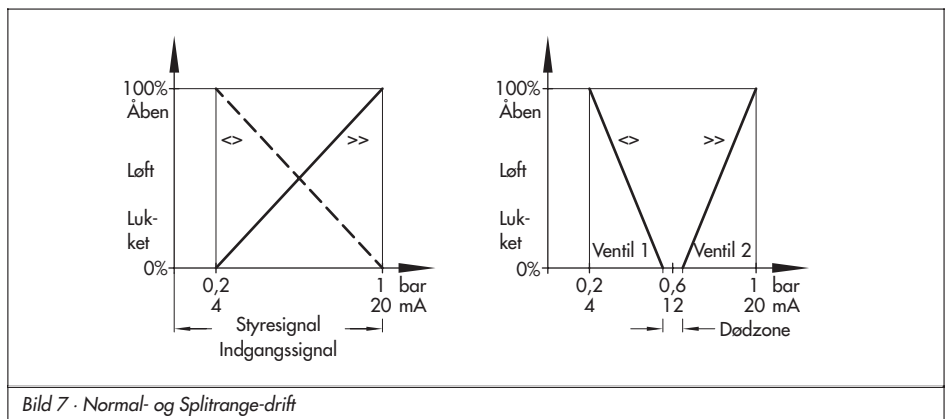 100%
Åben
<>
>>
Løft
Luk-
ket
0%
0,2
1
bar
4
20 mA
Styresignal
Indgangssignal
100%
Åben
<>
>>
Løft
Luk-
ket
Ventil 1
Ventil 2
0%
0,2
0,6
1
bar
4
12
20 mA
Dødzone
Bild 7 · Normal- og Splitrange-drift